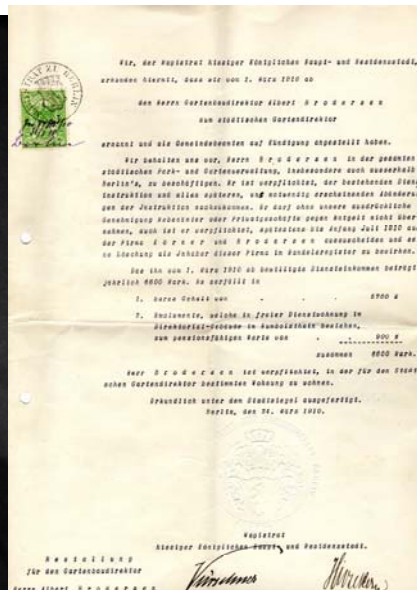 Wir, der Magistrat hiesiger Königlichen Haupt- und Residenzstadt,
urkunden hiermit, dass wir vom 1. März 1910 ab
den Herrn Gartenbaudirektor Albert Brodersen
zum städtischen Gartendirektor
ernannt und als Gemeindebeamten auf Kündigung angestellt haben.
Wir behalten uns vor, Herrn Brodersen in der gesamten
städtischen Park- und Gartenverwaltung, insbesondere auch ausserhalb
Berlin's, zu beschäftigen. Er ist verpflichtet, der bestehenden Dienst
instruktion und allen späteren, notwendig erscheinenden Abänderun
gen der Instruktion nachzukommen. Er darf ohne unsere ausdrückliche
Genehmigung Nebenämter oder Privatgeschäfte gegen Entgelt nicht über
nehmen, auch ist er verpflichtet, spätestens bis Anfang Juli 1910 aus
der Firma Körner und Brodersen auszuscheiden und sei
ne Löschung als Inhaber dieser Firma im Handelsregister zu bewirken.
Das ihm vom 1. März 1910 ab bewilligte Diensteinkommen beträgt
jährlich 6600 Mark. Es zerfällt in
1. bares Gehalt von . . . . 5700 M
2. Emolumente, welche in freier Dienstwohnung im
Direktorial-Gebäude im Humboldthain bestehen,
zum pensionsfähigen Werte von . . 900 M
zusammen 6600 Mark.
Herr Brodersen ist verpflichtet, in der für den Städti
schen Gartendirektor bestimmten Wohnung zu wohnen.
Urkundlich unter dem Stadtsiegel ausgefertigt.
Berlin, den 24. März 1910.
Magistrat
hiesiger Königlichen Haupt- und Residenzstadt.
Bestallung
für den Gartenbaudirektor
Herrn Albert Brodersen
Kirschner